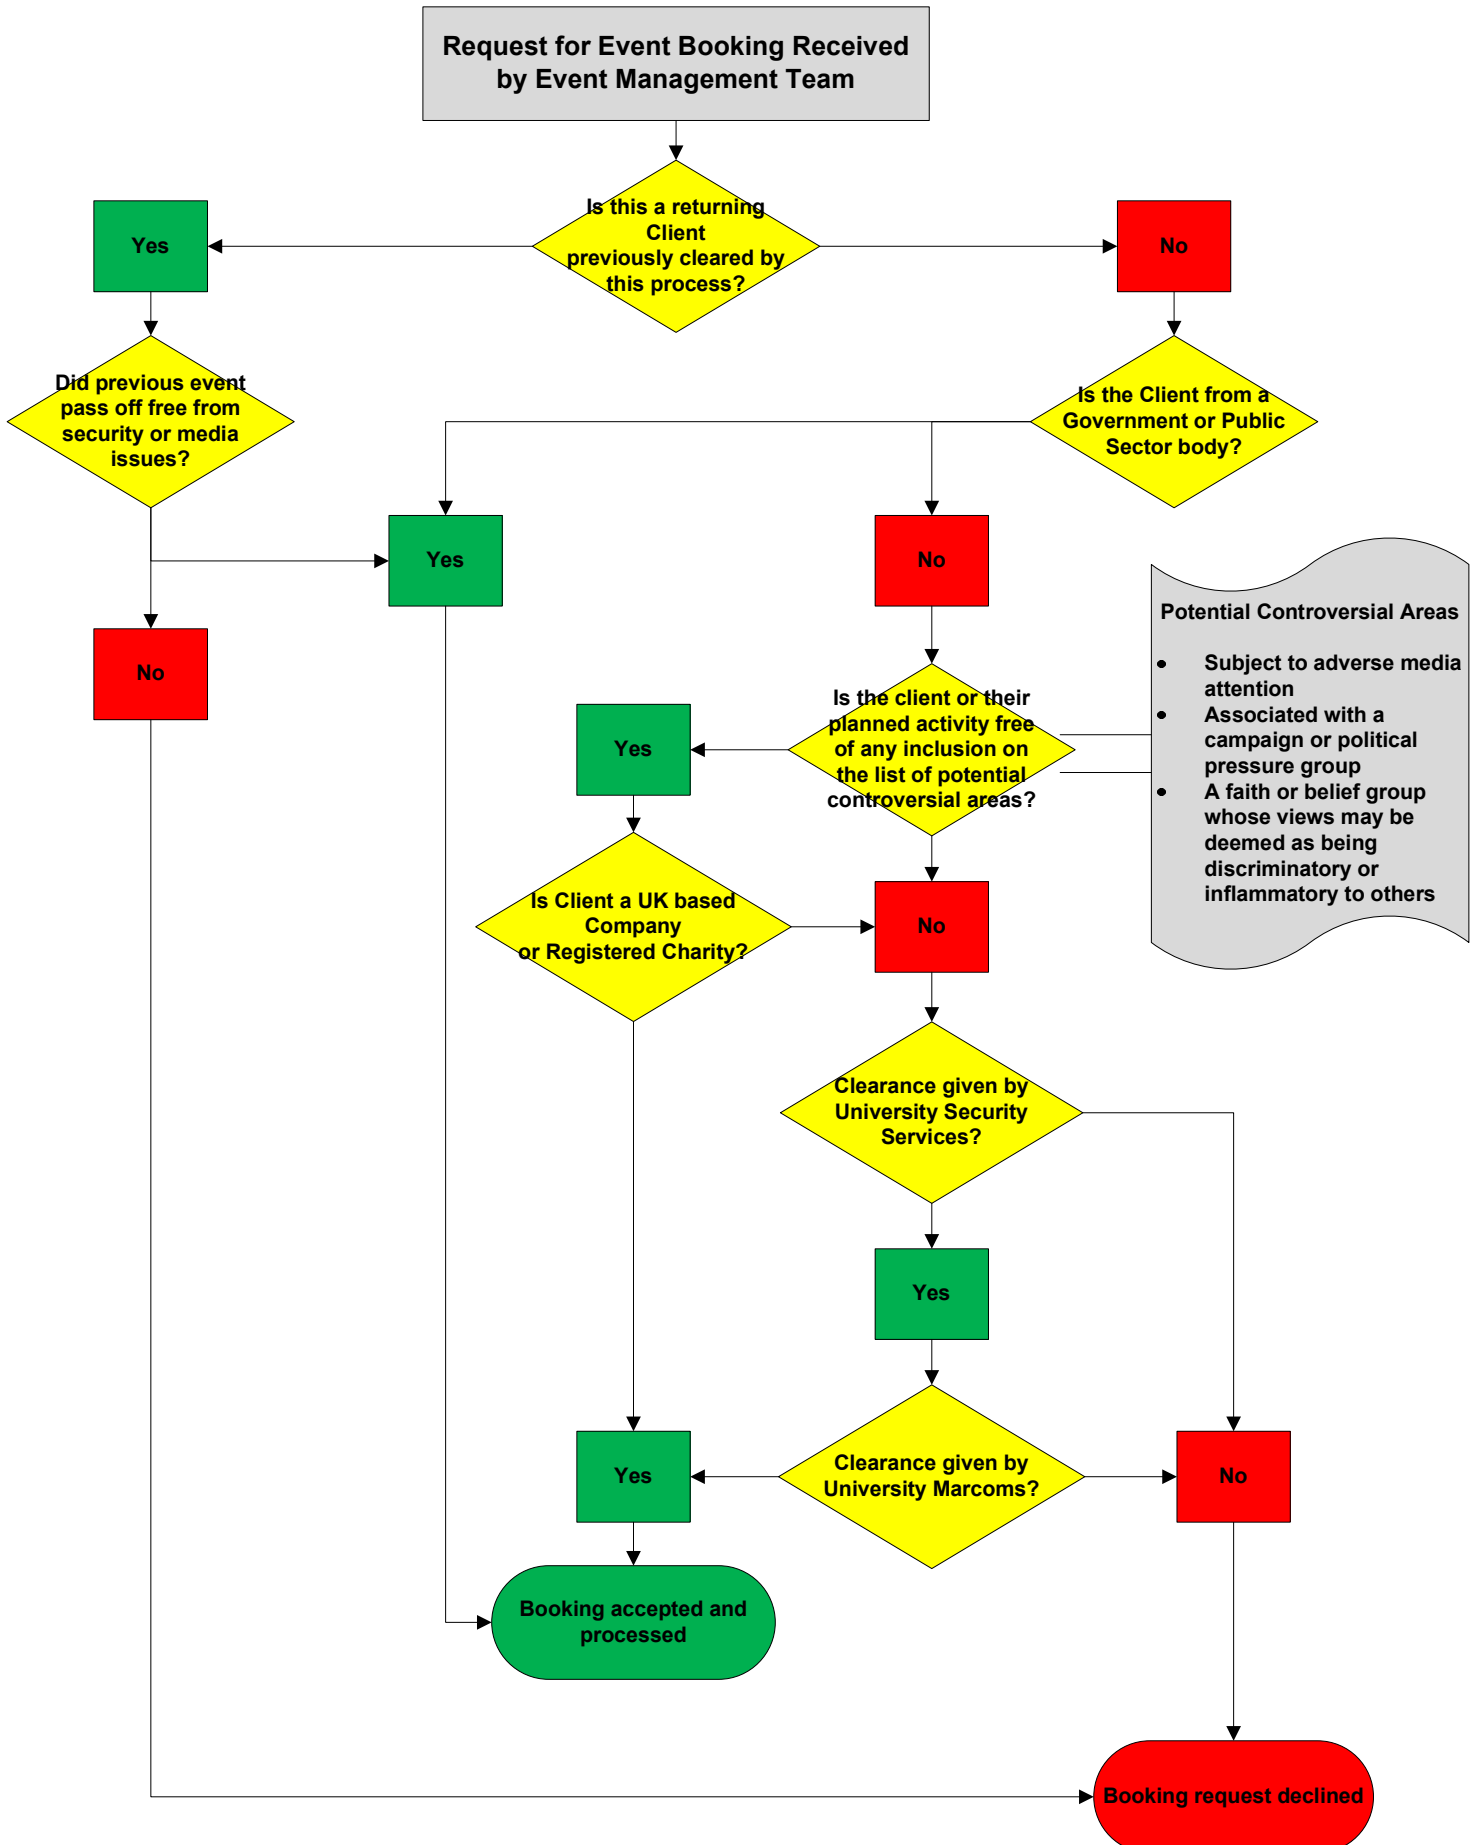 Request for Event Booking Received
by Event Management Team
Is this a returning
Client
previously cleared by
this process?
Yes
No
Did previous event
pass off free from
security or media
issues?
Is the Client from a
Government or Public
Sector body?
Yes
No
No
Potential Controversial Areas
• Subject to adverse media
attention
• Associated with a
campaign or political
pressure group
• A faith or belief group
whose views may be
deemed as being
discriminatory or
inflammatory to others
Is the client or their
planned activity free
of any inclusion on
the list of potential
controversial areas?
Yes
Is Client a UK based
Company
or Registered Charity?
No
Clearance given by
University Security
Services?
Yes
Clearance given by
University Marcoms?
Yes
No
Booking accepted and
processed
Booking request declined